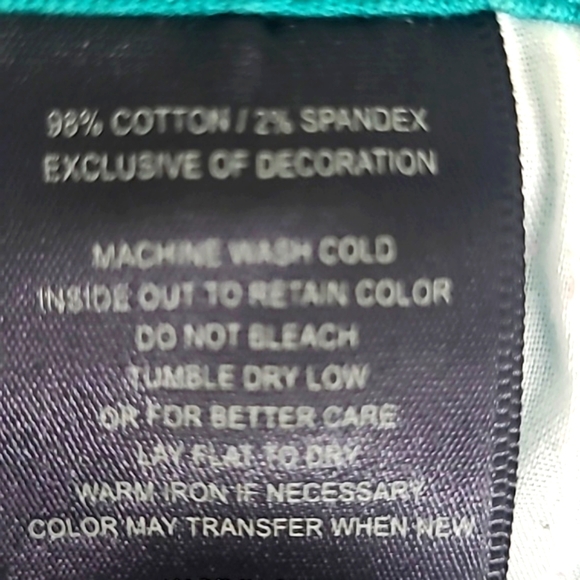 98% COTTON / 2% SPANDEX
EXCLUSIVE OF DECORATION
MACHINE WASH COLD
INSIDE OUT TO RETAIN COLOR
DO NOT BLEACH
TUMBLE DRY LOW
OR FOR BETTER CARE
LAY FLAT TO DRY
WARM IRON IF NECESSARY
COLOR MAY TRANSFER WHEN NEW